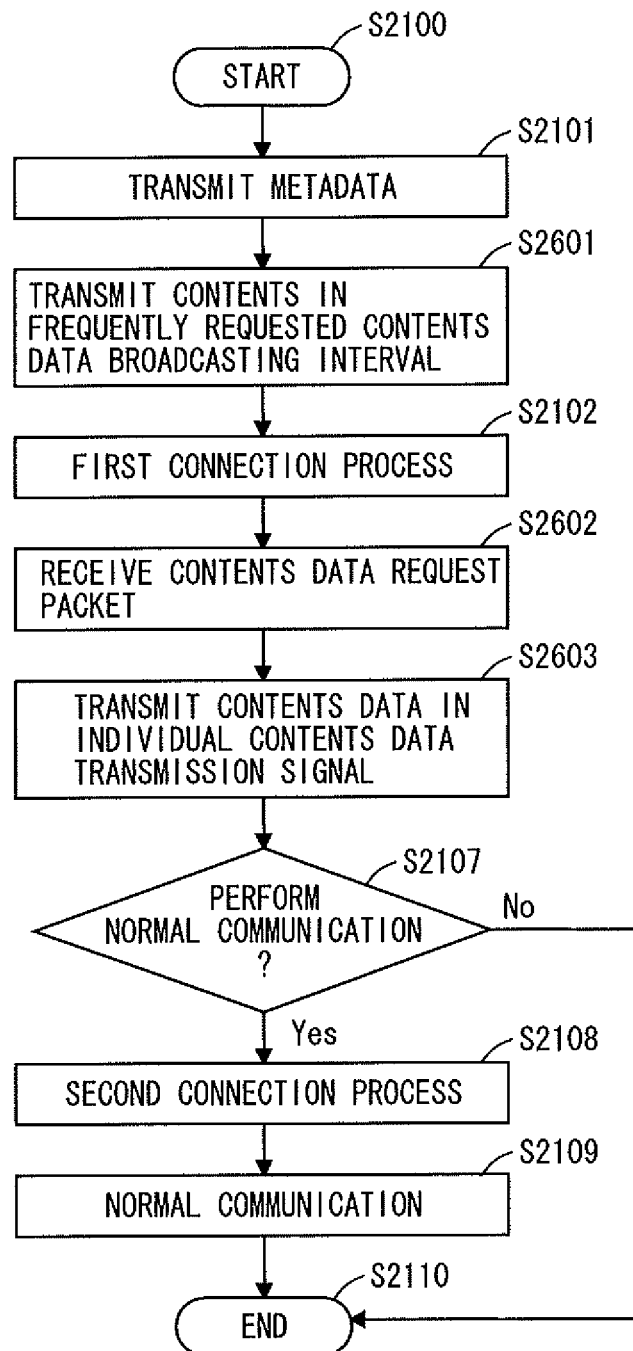 S2100
START
S2101
TRANSMIT METADATA
S2601
TRANSMIT CONTENTS IN
FREQUENTLY REQUESTED CONTENTS
DATA BROADCASTING INTERVAL
S2102
FIRST CONNECTION PROCESS
S2602
RECEIVE CONTENTS DATA REQUEST
PACKET
S2603
TRANSMIT CONTENTS DATA IN
INDIVIDUAL CONTENTS DATA
TRANSMISSION SIGNAL
S2107
PERFORM
NORMAL COMMUNICATION
?
No
Yes
S2108
SECOND CONNECTION PROCESS
S2109
NORMAL COMMUNICATION
S2110
END